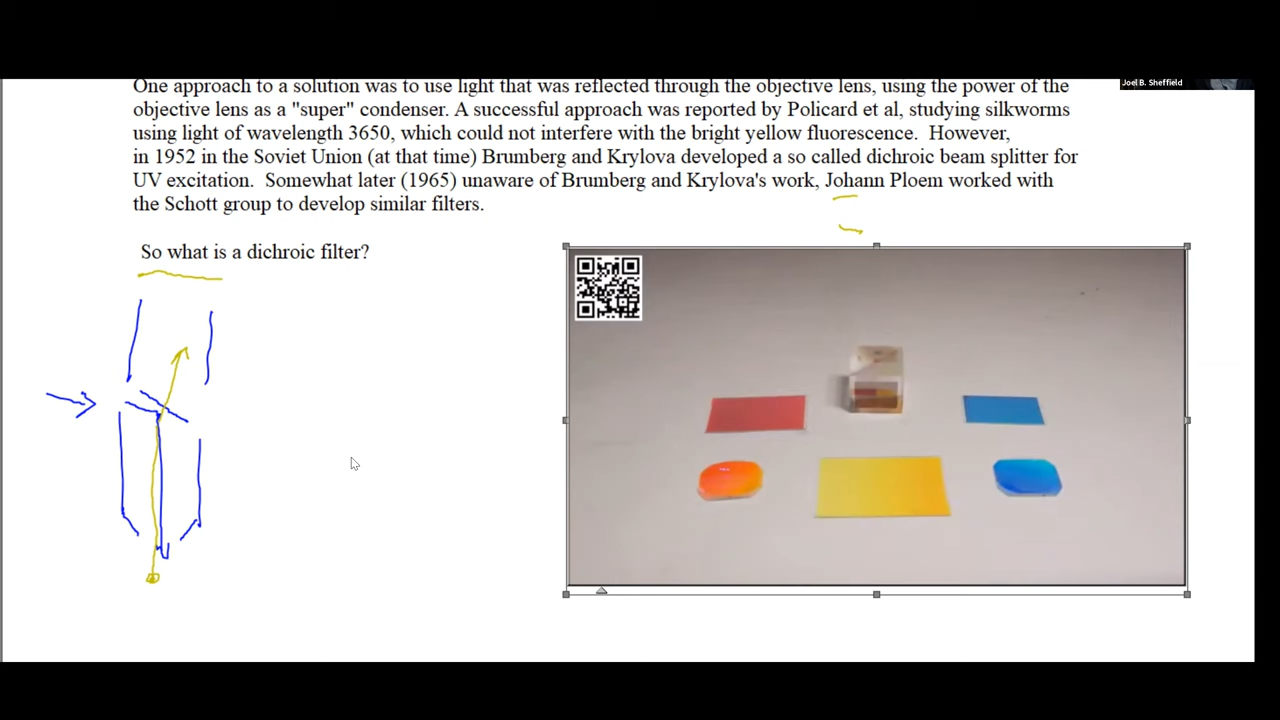 Joel B. Sheffield
One approach to a solution was to use light that was reflected through the objective lens, using the power of the
objective lens as a "super" condenser. A successful approach was reported by Policard et al, studying silkworms
using light of wavelength 3650, which could not interfere with the bright yellow fluorescence.  However,
in 1952 in the Soviet Union (at that time) Brumberg and Krylova developed a so called dichroic beam splitter for
UV excitation.  Somewhat later (1965) unaware of Brumberg and Krylova's work, Johann Ploem worked with
the Schott group to develop similar filters.
So what is a dichroic filter?